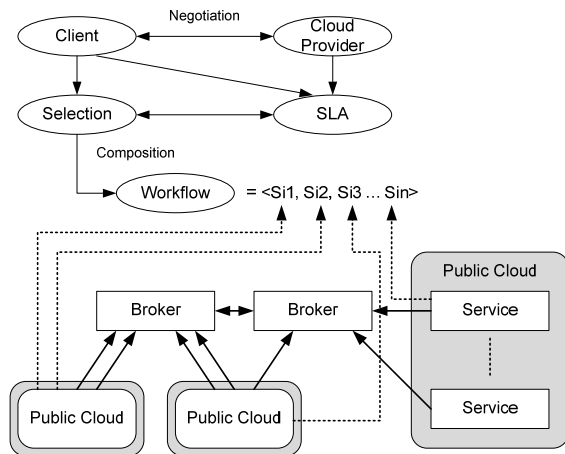 Negotiation
Client
Cloud
Provider
Selection
SLA
Composition
Workflow
= <Si1, Si2, Si3 ... Sin>
Public Cloud
Broker
Broker
Service
Public Cloud
Public Cloud
Service